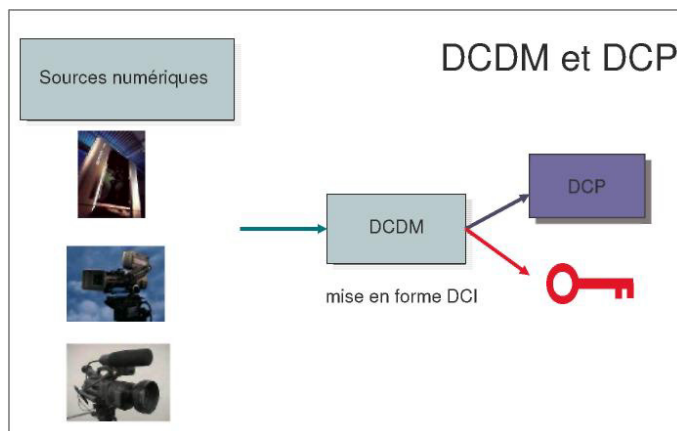 DCDM et DCP
Sources numériques
DCP
DCDM
mise en forme DCI